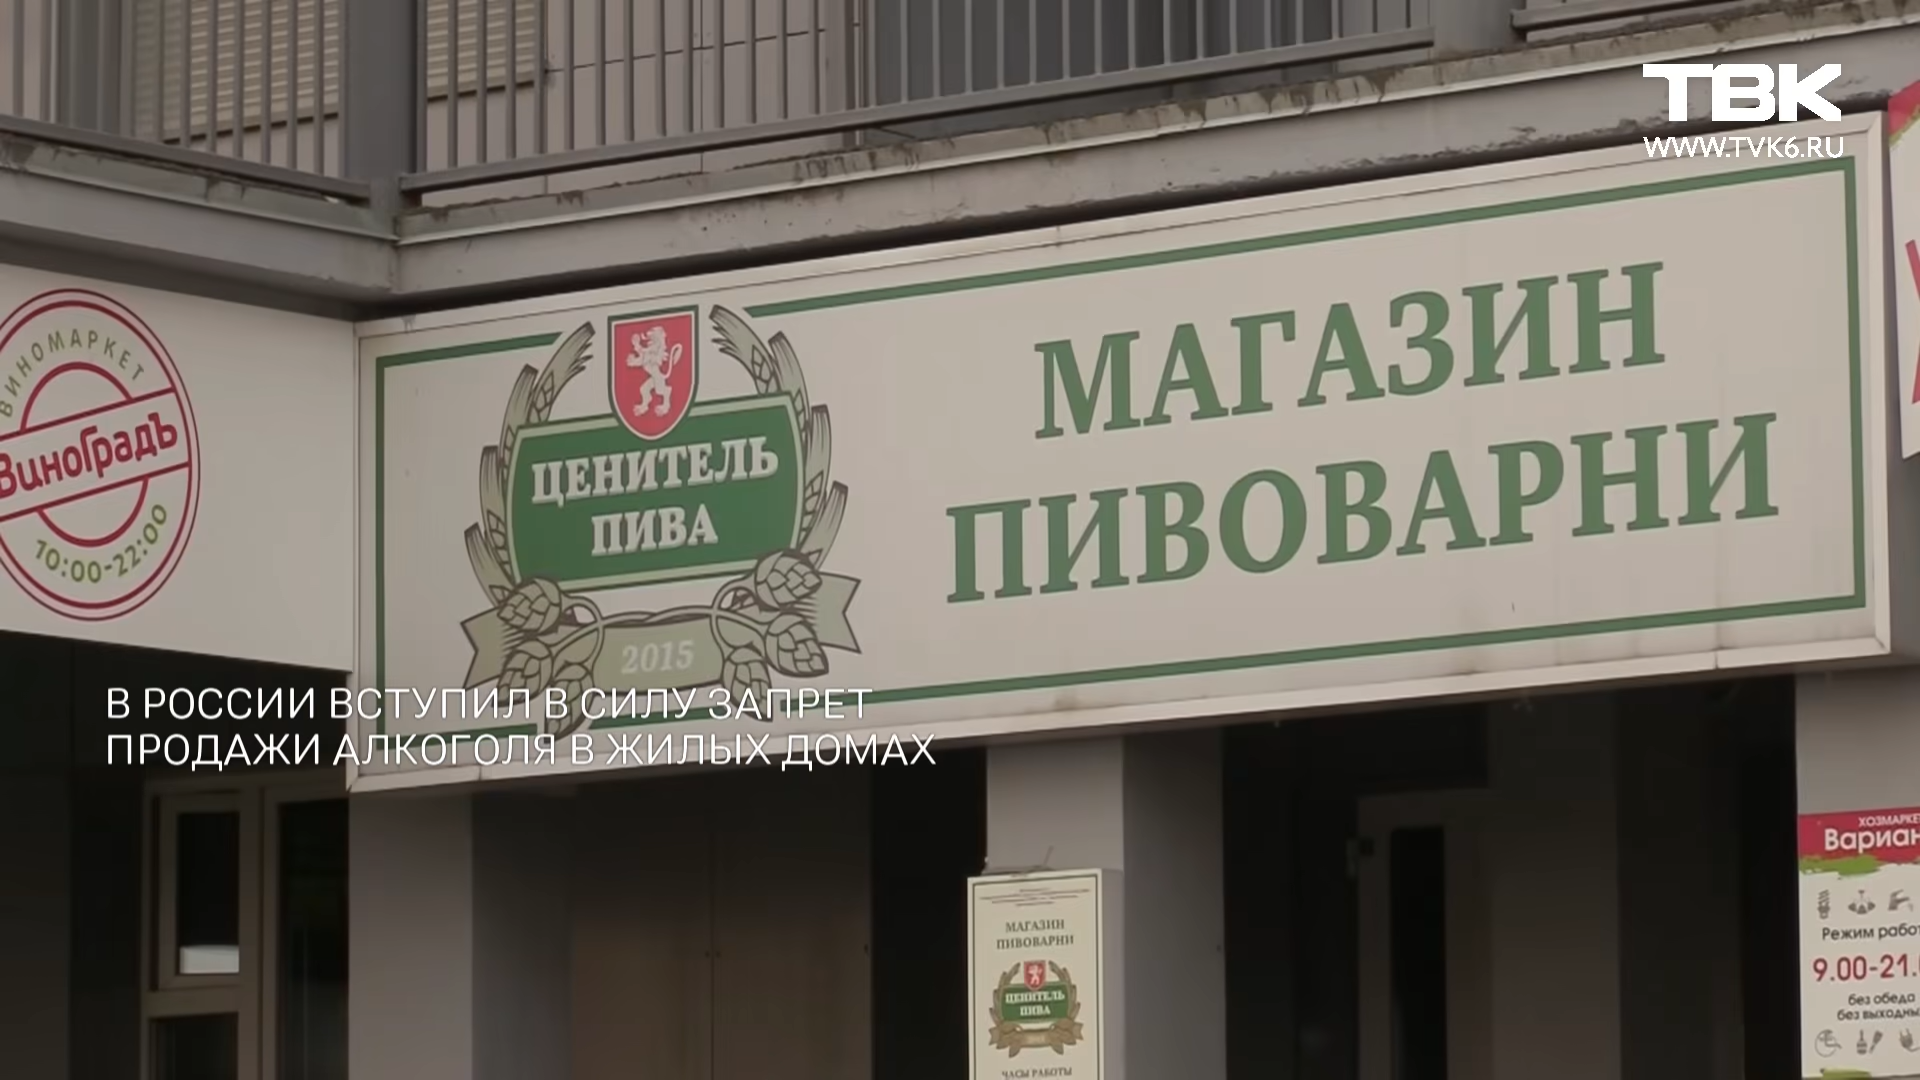 ТВК
WWW.TVK6.RU
ВИНОМАРКЕТ
ВиноГрадЪ
10:00-22:00
ЦЕНИТЕЛЬ
ПИВА
2015
МАГАЗИН
ПИВОВАРНИ
В РОССИИ ВСТУПИЛ В СИЛУ ЗАПРЕТ
ПРОДАЖИ АЛКОГОЛЯ В ЖИЛЫХ ДОМАХ
МАГАЗИН
ПИВОВАРНИ
ЦЕНИТЕЛЬ
ПИВА
ЧАСЫ РАБОТЫ
ХОЗМАРКЕ
Вариан
Режим работ
9.00-21.
без обеда
без выходны